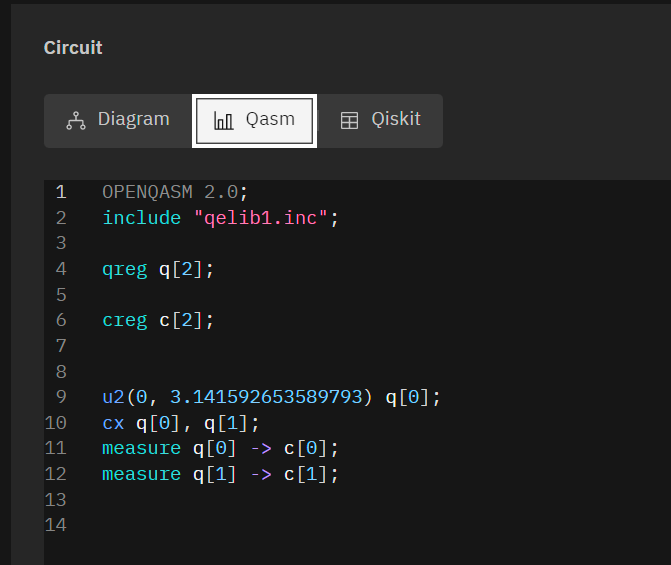 Circuit
Diagram Qasm Qiskit
1 OPENQASM 2.0;
2 include "qelib1.inc";
3
4 qreg q[2];
5
6 creg c[2];
7
8
9 u2(0, 3.141592653589793) q[0];
10 cx q[0], q[1];
11 measure q[0] -> c[0];
12 measure q[1] -> c[1];
13
14